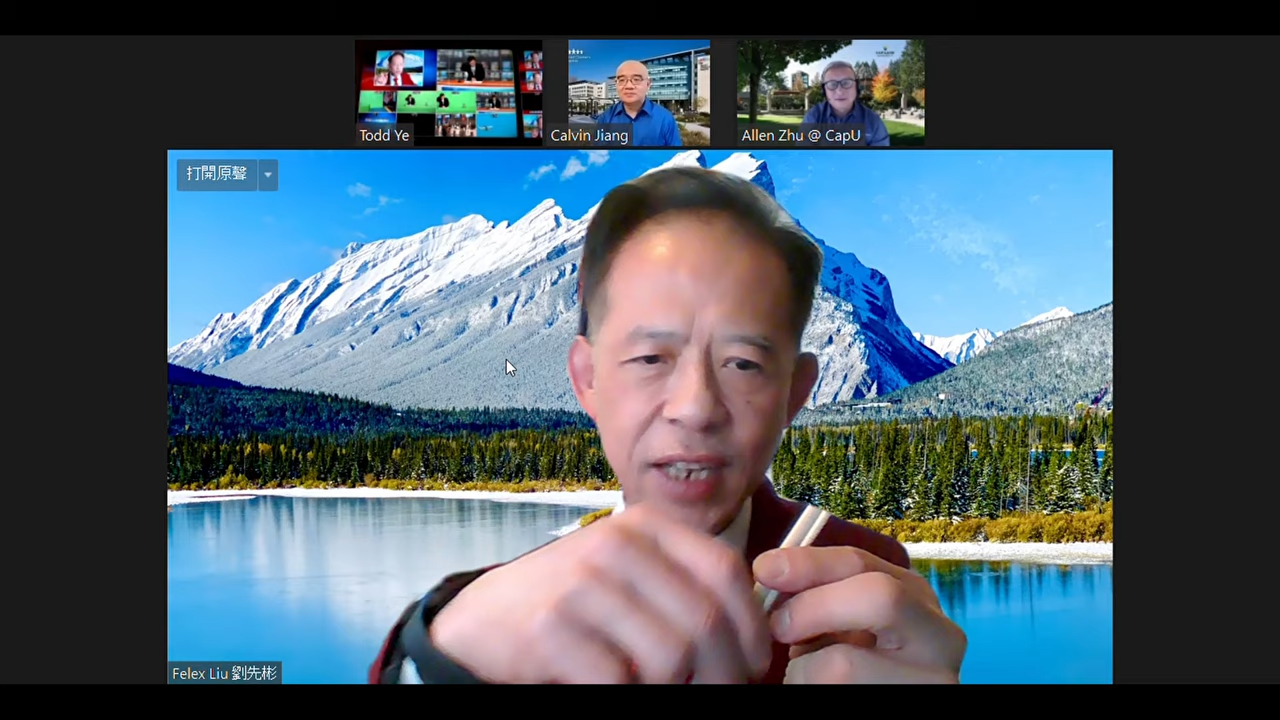 Todd Ye
Calvin Jiang
Allen Zhu @ CapU
打開原聲
Felex Liu 劉先彬